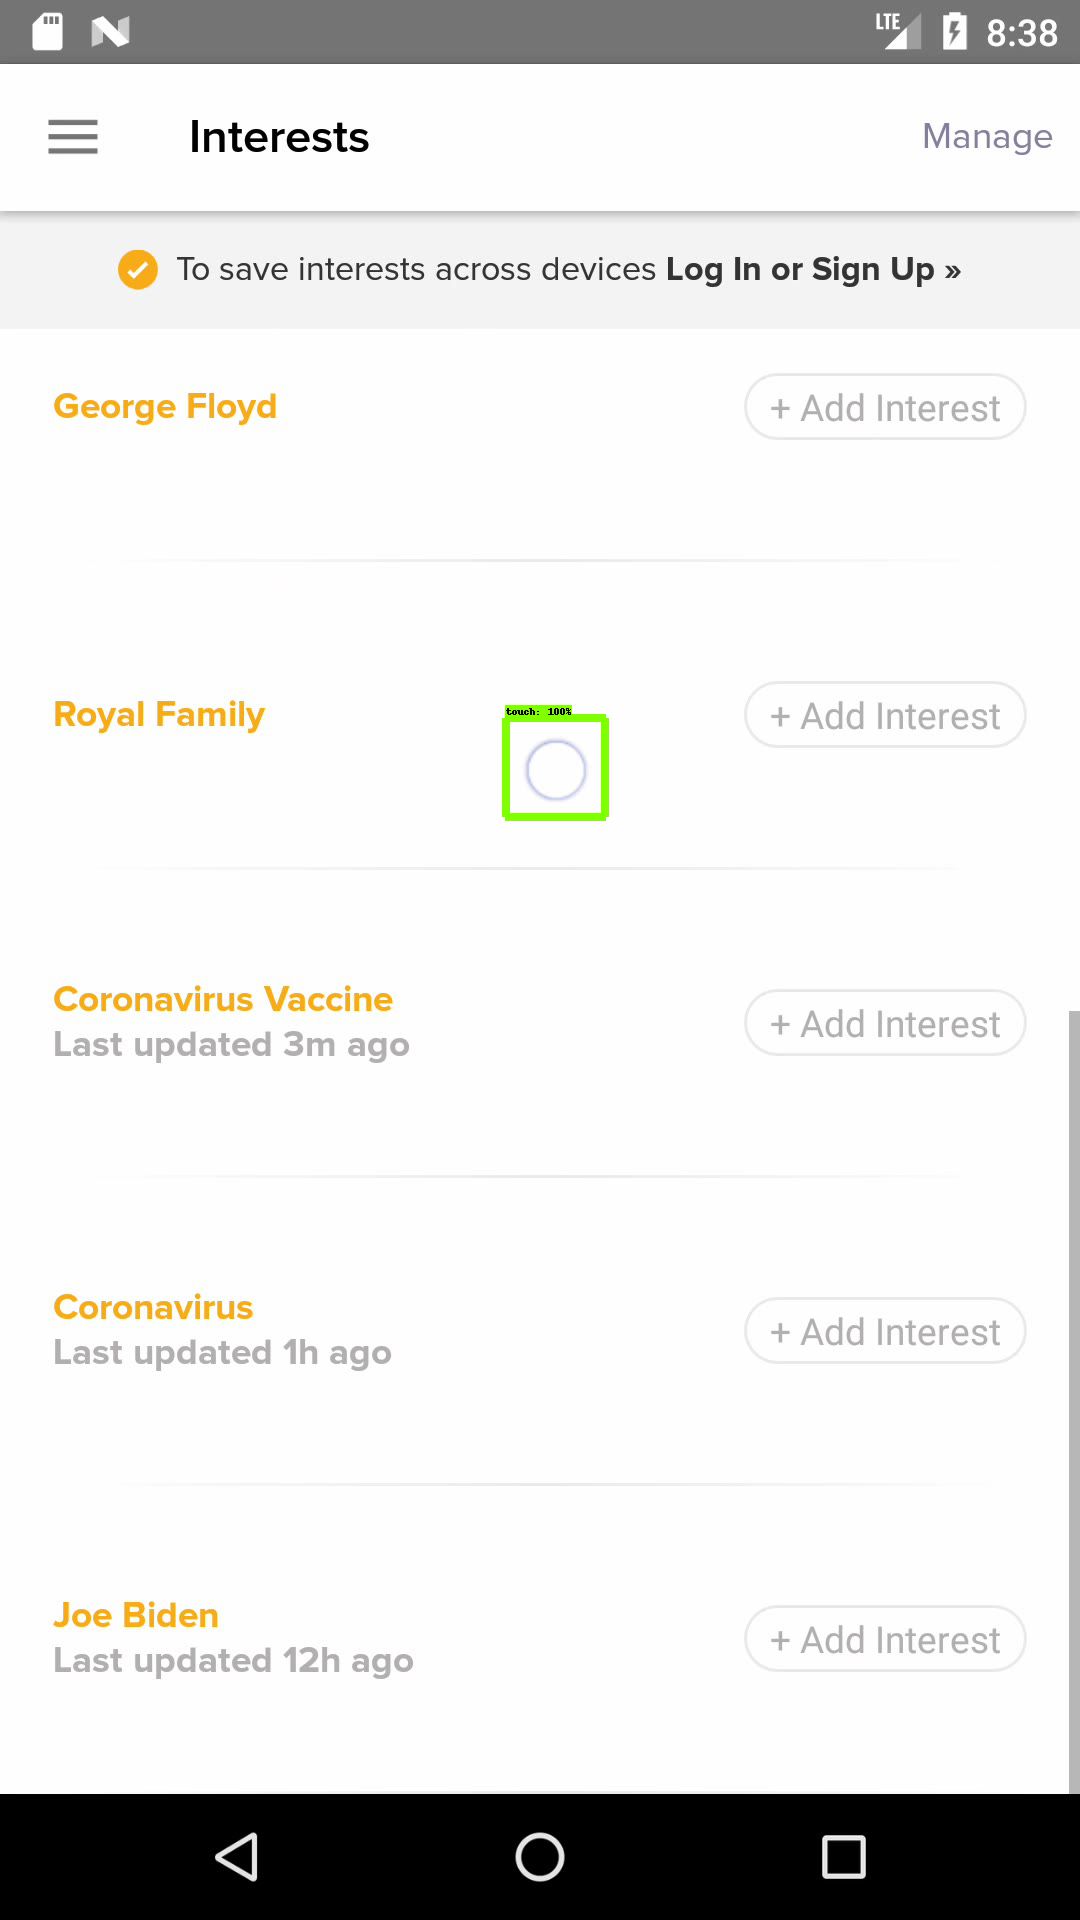 LTE 8:38
Interests
Manage
To save interests across devices Log In or Sign Up »
George Floyd
+ Add Interest
Royal Family
+ Add Interest
touch: 100%
Coronavirus Vaccine
Last updated 3m ago
+ Add Interest
Coronavirus
Last updated 1h ago
+ Add Interest
Joe Biden
Last updated 12h ago
+ Add Interest